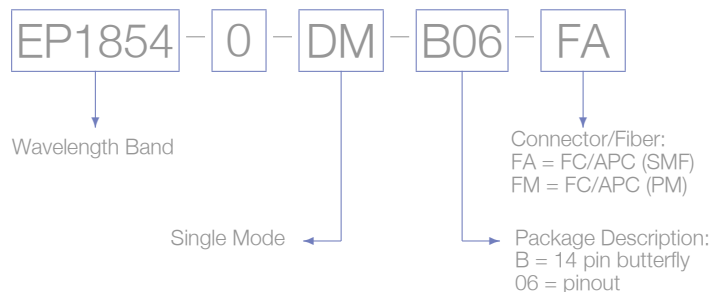 EP1854 - 0 - DM - B06 - FA
Wavelength Band
Connector/Fiber:
FA = FC/APC (SMF)
FM = FC/APC (PM)
Single Mode
Package Description:
B = 14 pin butterfly
06 = pinout